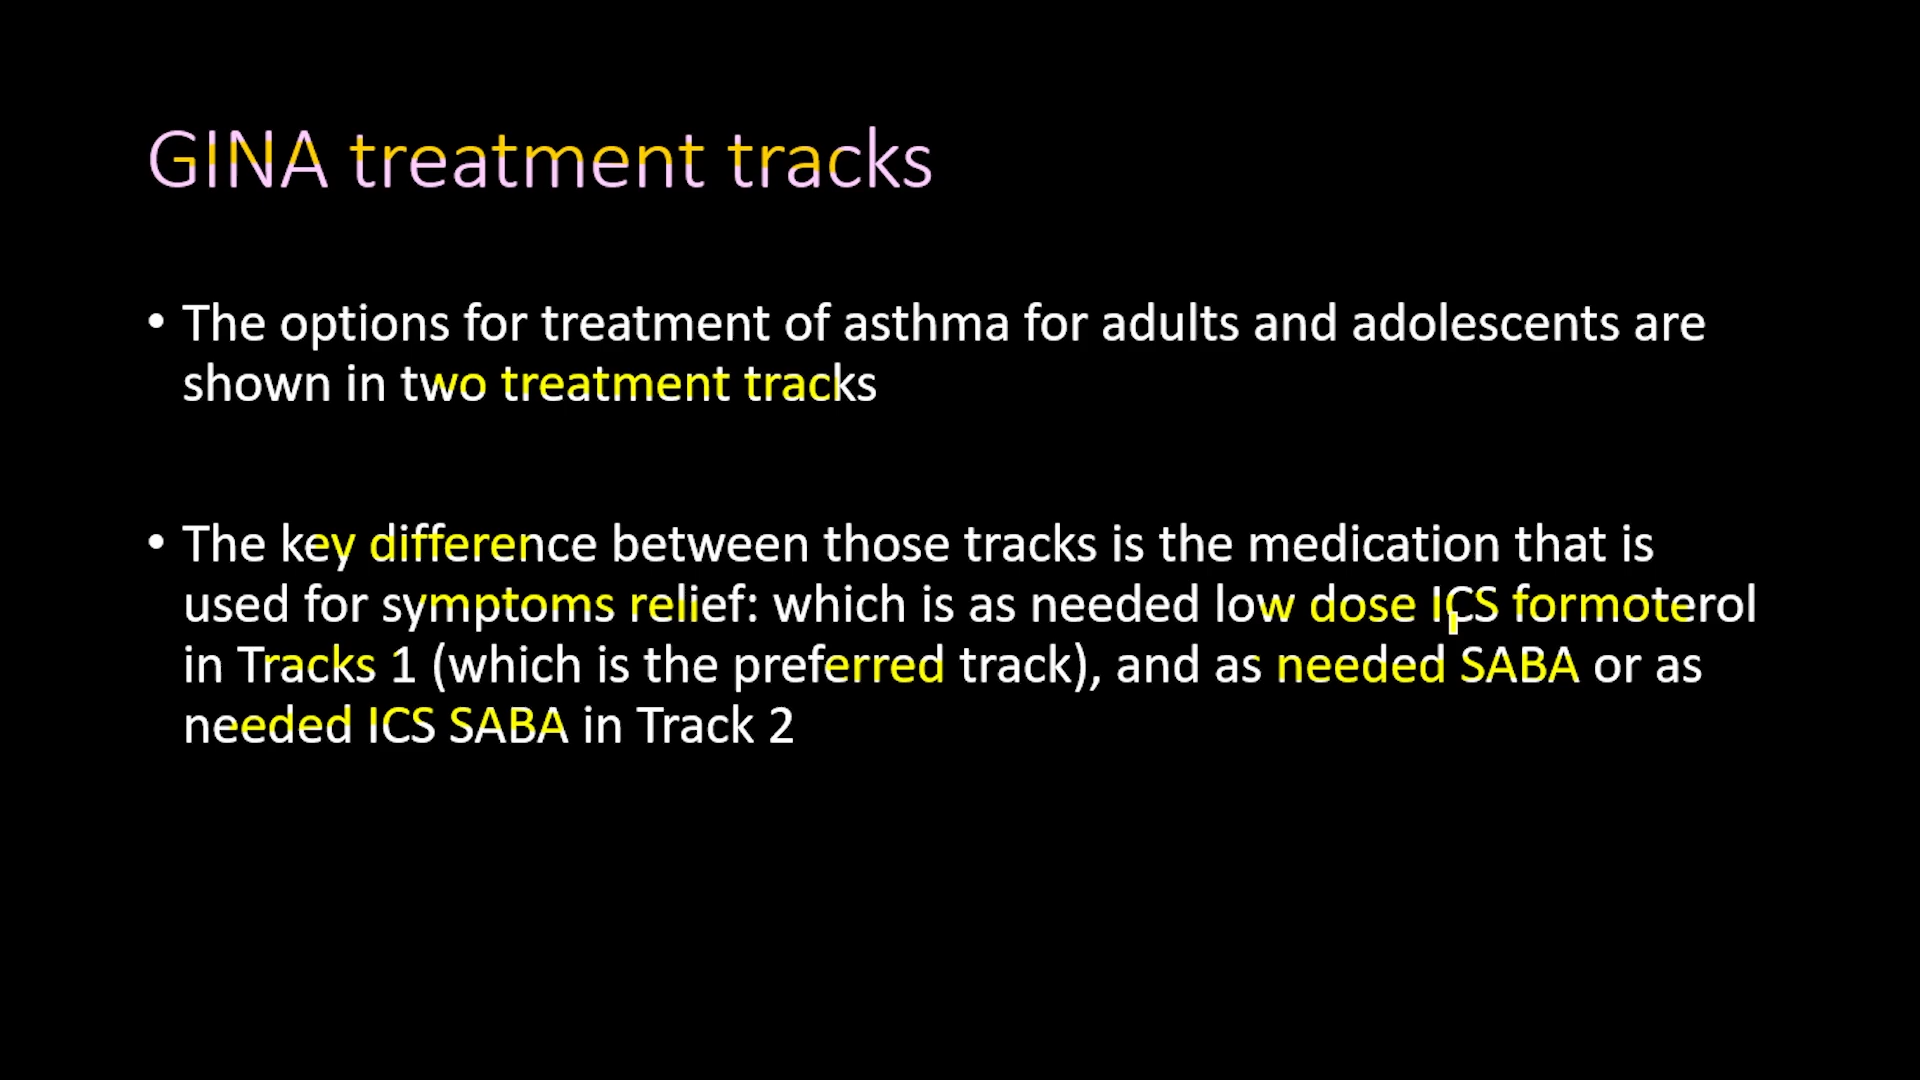 GINA treatment tracks
• The options for treatment of asthma for adults and adolescents are
shown in two treatment tracks
• The key difference between those tracks is the medication that is
used for symptoms relief: which is as needed low dose ICS formoterol
in Tracks 1 (which is the preferred track), and as needed SABA or as
needed ICS SABA in Track 2